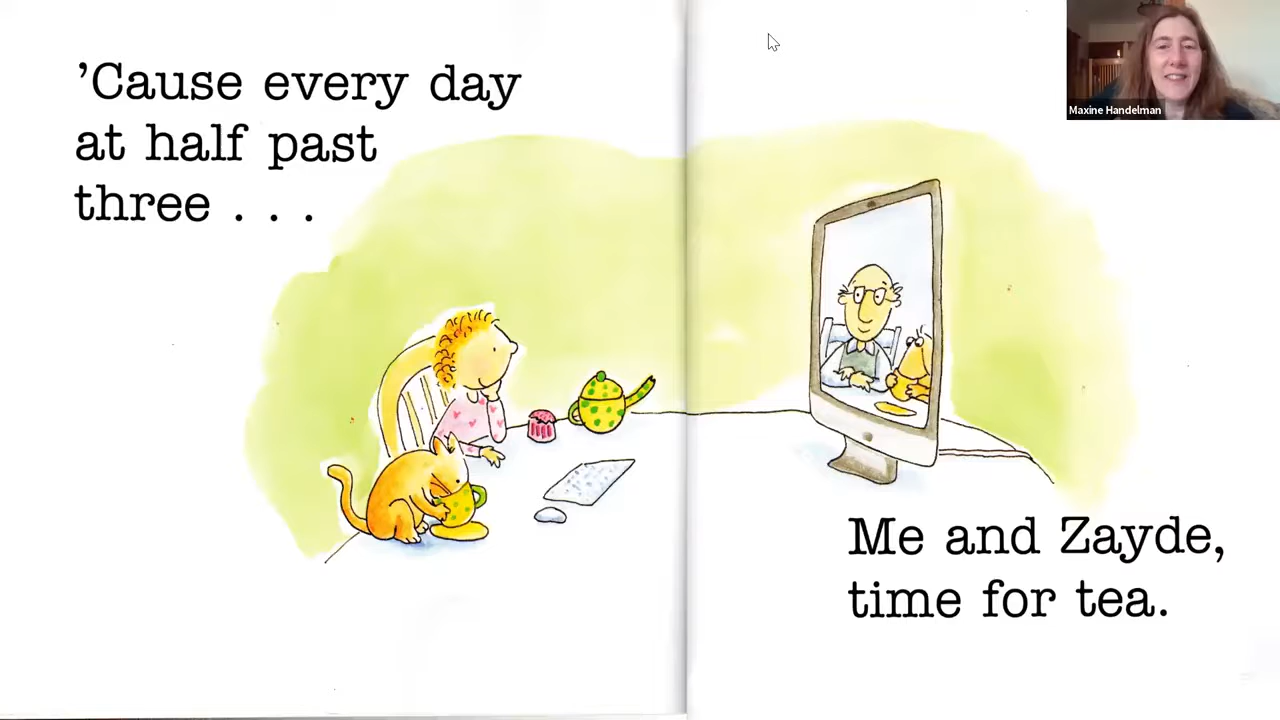 ’Cause every day
at half past
three . . .
Me and Zayde,
time for tea.
Maxine Handelman